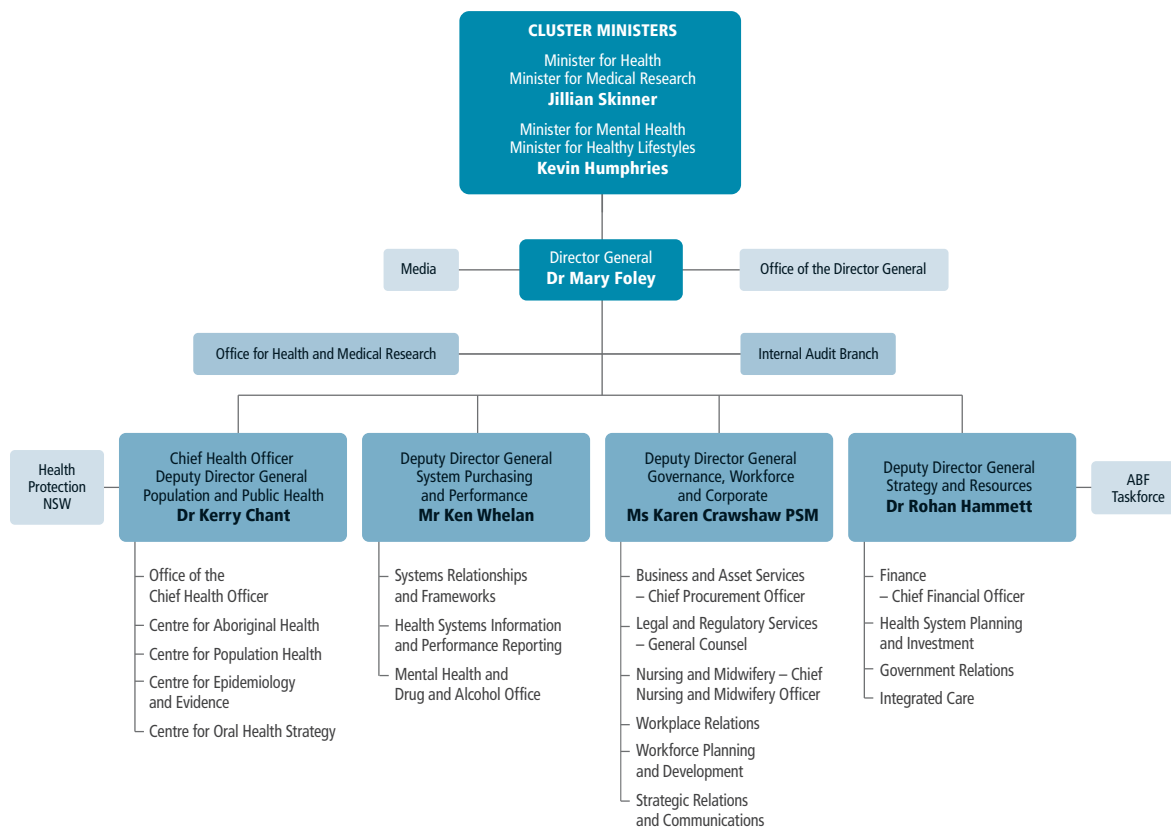 CLUSTER MINISTERS
Minister for Health
Minister for Medical Research
Jillian Skinner
Minister for Mental Health
Minister for Healthy Lifestyles
Kevin Humphries
Media
Director General
Dr Mary Foley
Office of the Director General
Office for Health and Medical Research
Internal Audit Branch
Health
Protection
NSW
Chief Health Officer
Deputy Director General
Population and Public Health
Dr Kerry Chant
Deputy Director General
System Purchasing
and Performance
Mr Ken Whelan
Deputy Director General
Governance, Workforce
and Corporate
Ms Karen Crawshaw PSM
Deputy Director General
Strategy and Resources
Dr Rohan Hammett
ABF
Taskforce
Office of the
Chief Health Officer
Centre for Aboriginal Health
Centre for Population Health
Centre for Epidemiology
and Evidence
Centre for Oral Health Strategy
Systems Relationships
and Frameworks
Health Systems Information
and Performance Reporting
Mental Health and
Drug and Alcohol Office
Business and Asset Services
– Chief Procurement Officer
Legal and Regulatory Services
– General Counsel
Nursing and Midwifery – Chief
Nursing and Midwifery Officer
Workplace Relations
Workforce Planning
and Development
Strategic Relations
and Communications
Finance
– Chief Financial Officer
Health System Planning
and Investment
Government Relations
Integrated Care